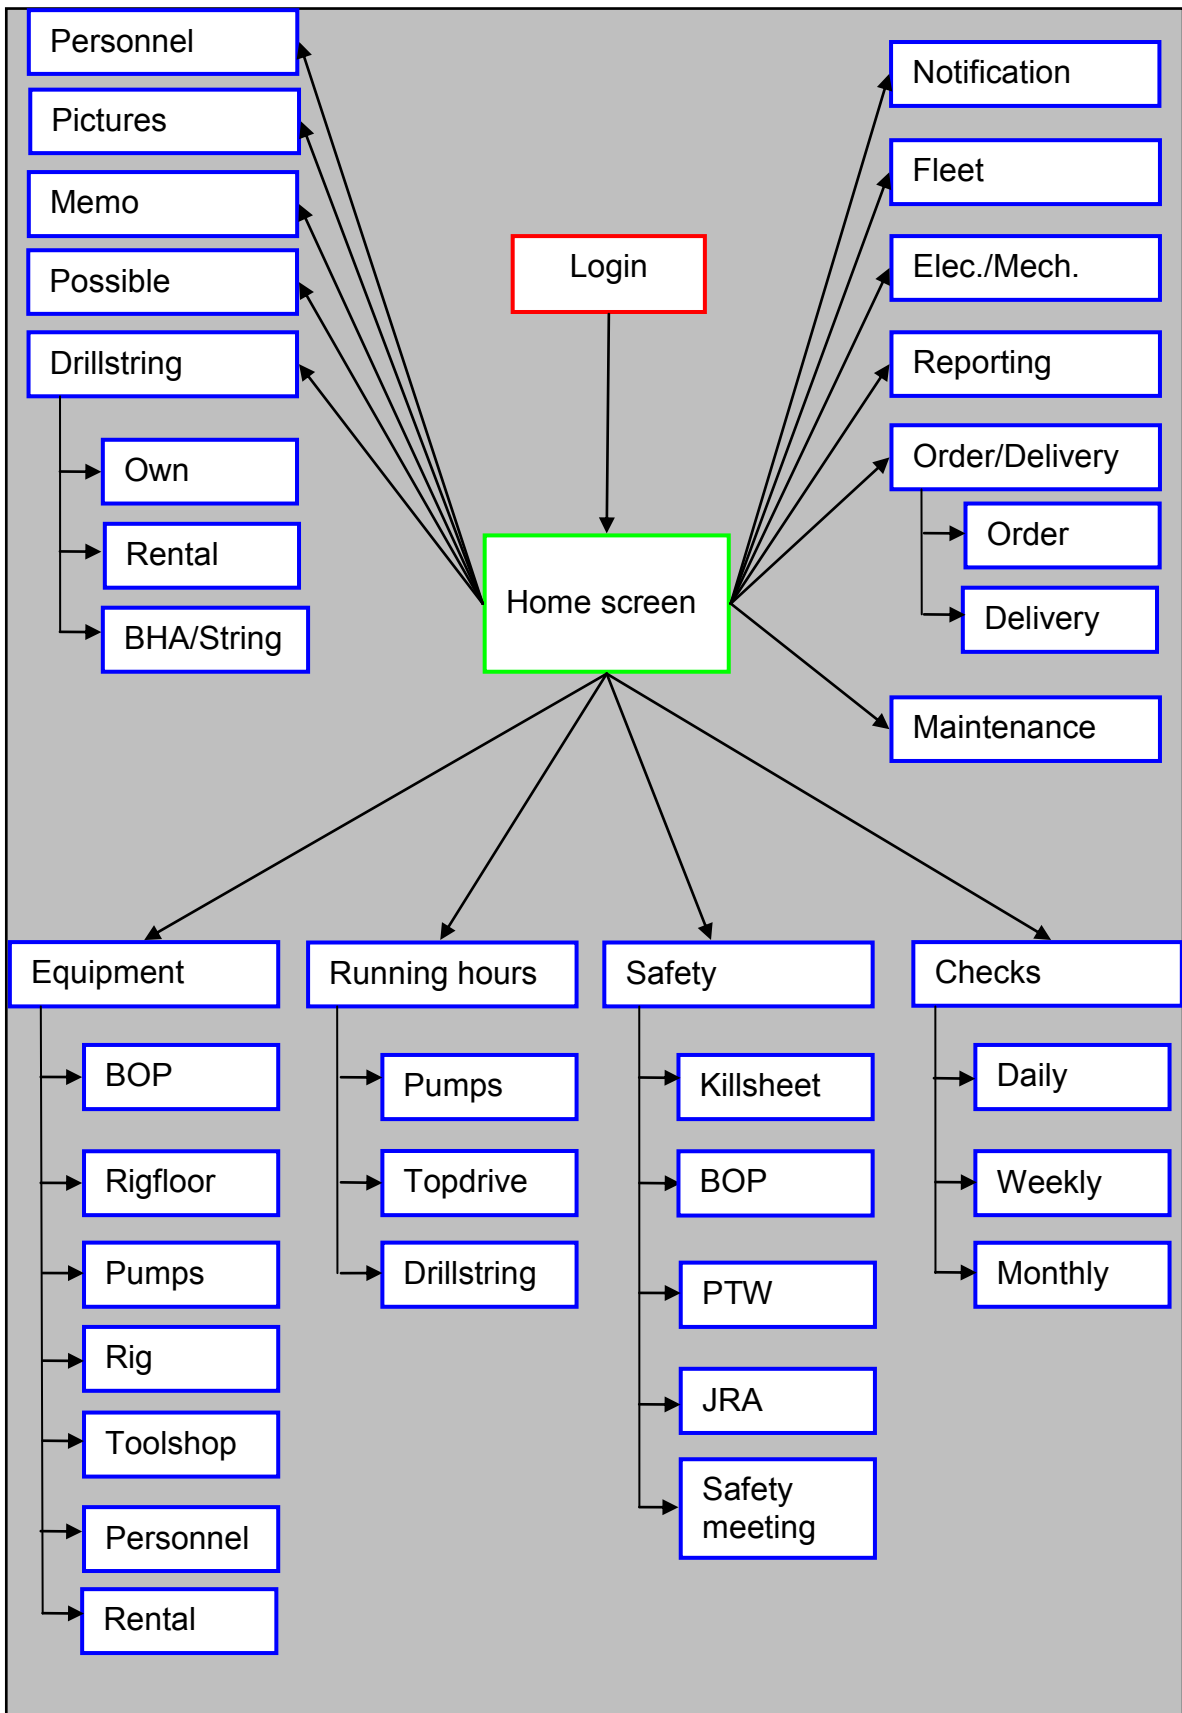 Personnel
Pictures
Memo
Possible
Drillstring
Own
Rental
BHA/String
Login
Home screen
Notification
Fleet
Elec./Mech.
Reporting
Order/Delivery
Order
Delivery
Maintenance
Equipment
BOP
Rigfloor
Pumps
Rig
Toolshop
Personnel
Rental
Running hours
Pumps
Topdrive
Drillstring
Safety
Killsheet
BOP
PTW
JRA
Safety
meeting
Checks
Daily
Weekly
Monthly